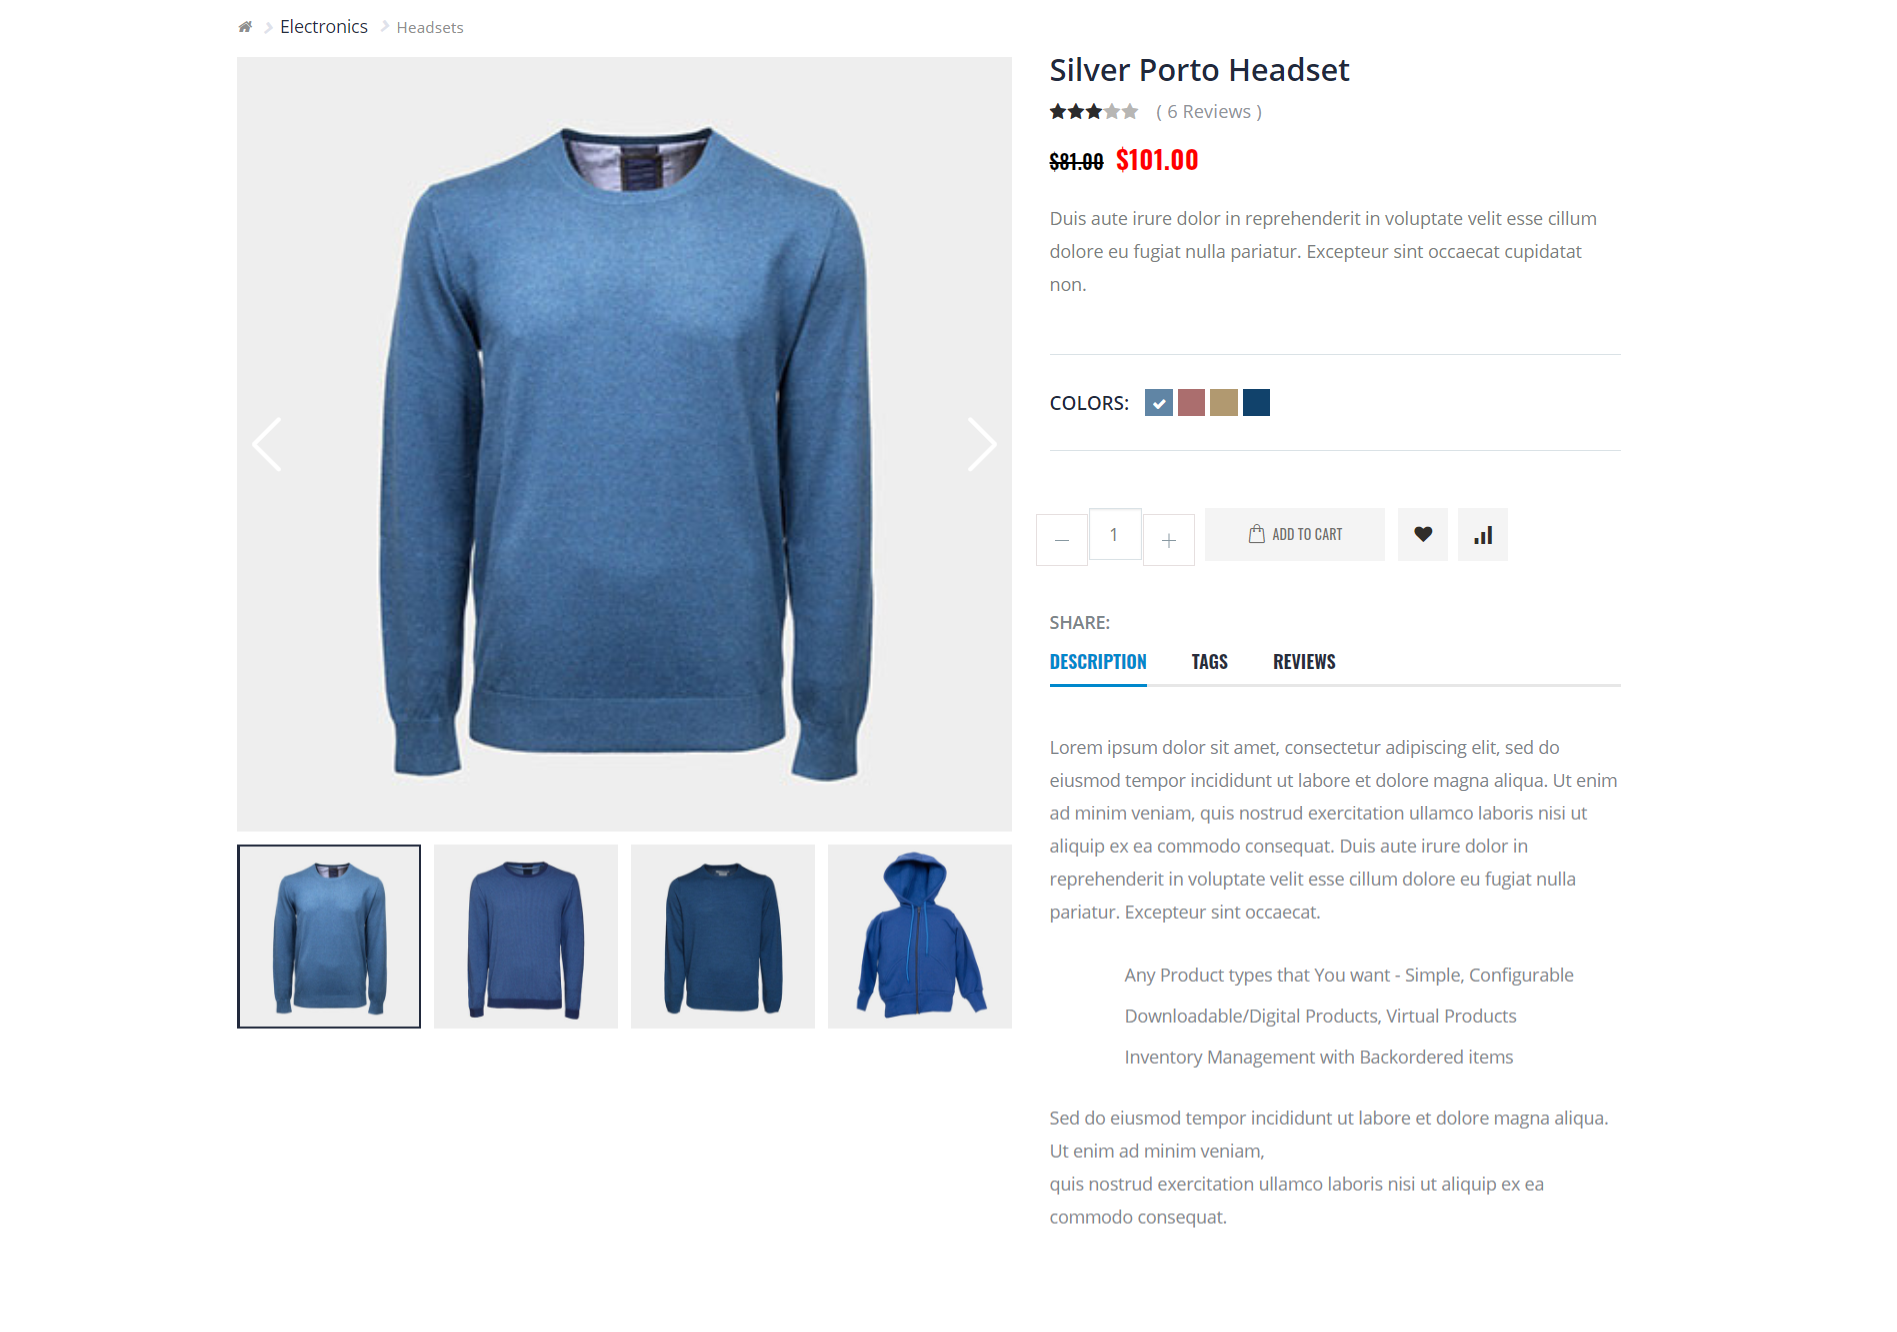 Electronics Headsets
Silver Porto Headset
( 6 Reviews )
$81.00 $101.00
Duis aute irure dolor in reprehenderit in voluptate velit esse cillum
dolore eu fugiat nulla pariatur. Excepteur sint occaecat cupidatat
non.
COLORS:
1
ADD TO CART
SHARE:
DESCRIPTION TAGS REVIEWS
Lorem ipsum dolor sit amet, consectetur adipiscing elit, sed do
eiusmod tempor incididunt ut labore et dolore magna aliqua. Ut enim
ad minim veniam, quis nostrud exercitation ullamco laboris nisi ut
aliquip ex ea commodo consequat. Duis aute irure dolor in
reprehenderit in voluptate velit esse cillum dolore eu fugiat nulla
pariatur. Excepteur sint occaecat.
Any Product types that You want - Simple, Configurable
Downloadable/Digital Products, Virtual Products
Inventory Management with Backordered items
Sed do eiusmod tempor incididunt ut labore et dolore magna aliqua.
Ut enim ad minim veniam,
quis nostrud exercitation ullamco laboris nisi ut aliquip ex ea
commodo consequat.